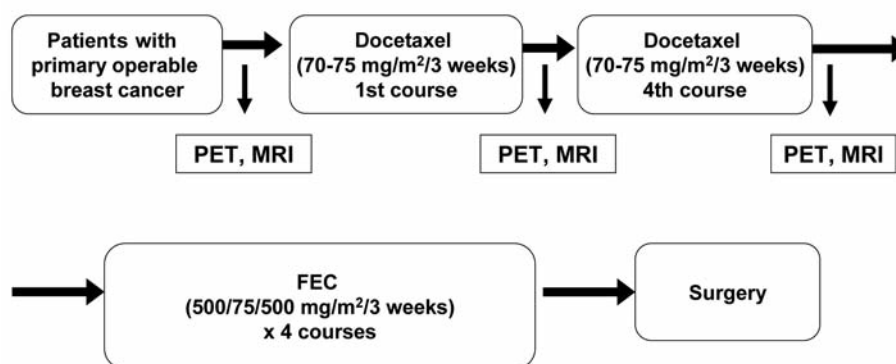 Patients with
primary operable
breast cancer
Docetaxel
(70-75 mg/m²/3 weeks)
1st course
Docetaxel
(70-75 mg/m²/3 weeks)
4th course
PET, MRI
PET, MRI
PET, MRI
FEC
(500/75/500 mg/m²/3 weeks)
x 4 courses
Surgery